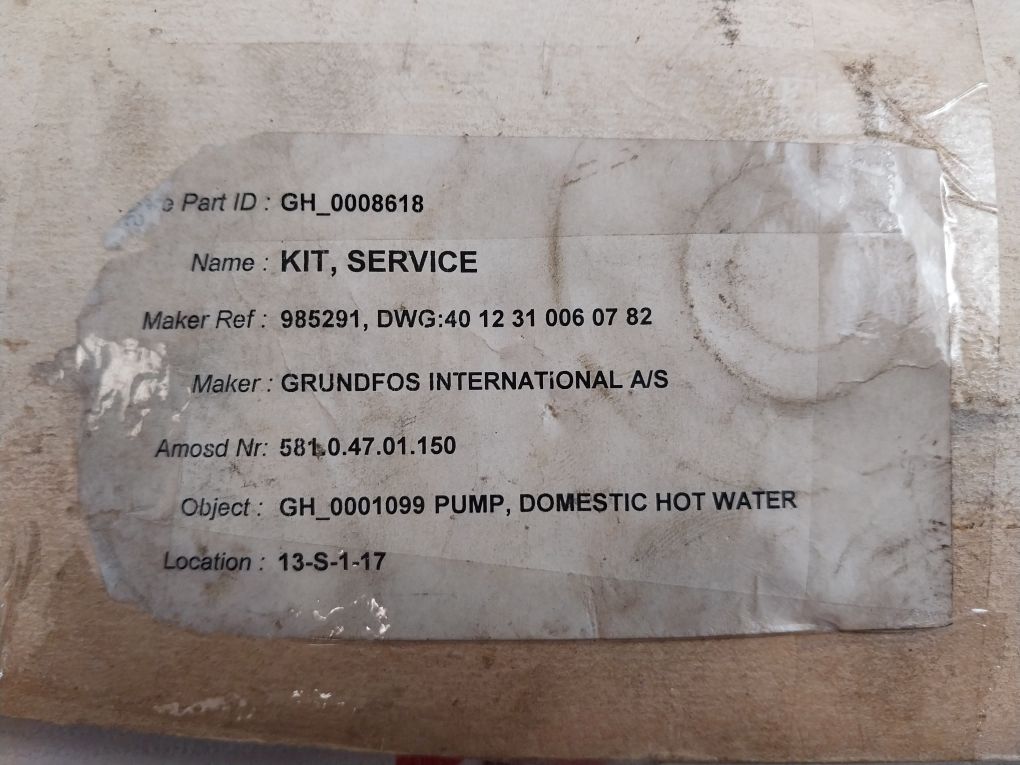 Part ID : GH_0008618
Name : KIT, SERVICE
Maker Ref : 985291, DWG:40 12 31 006 07 82
Maker : GRUNDFOS INTERNATIONAL A/S
Amosd Nr: 581.0.47.01.150
Object : GH_0001099 PUMP, DOMESTIC HOT WATER
Location : 13-S-1-17